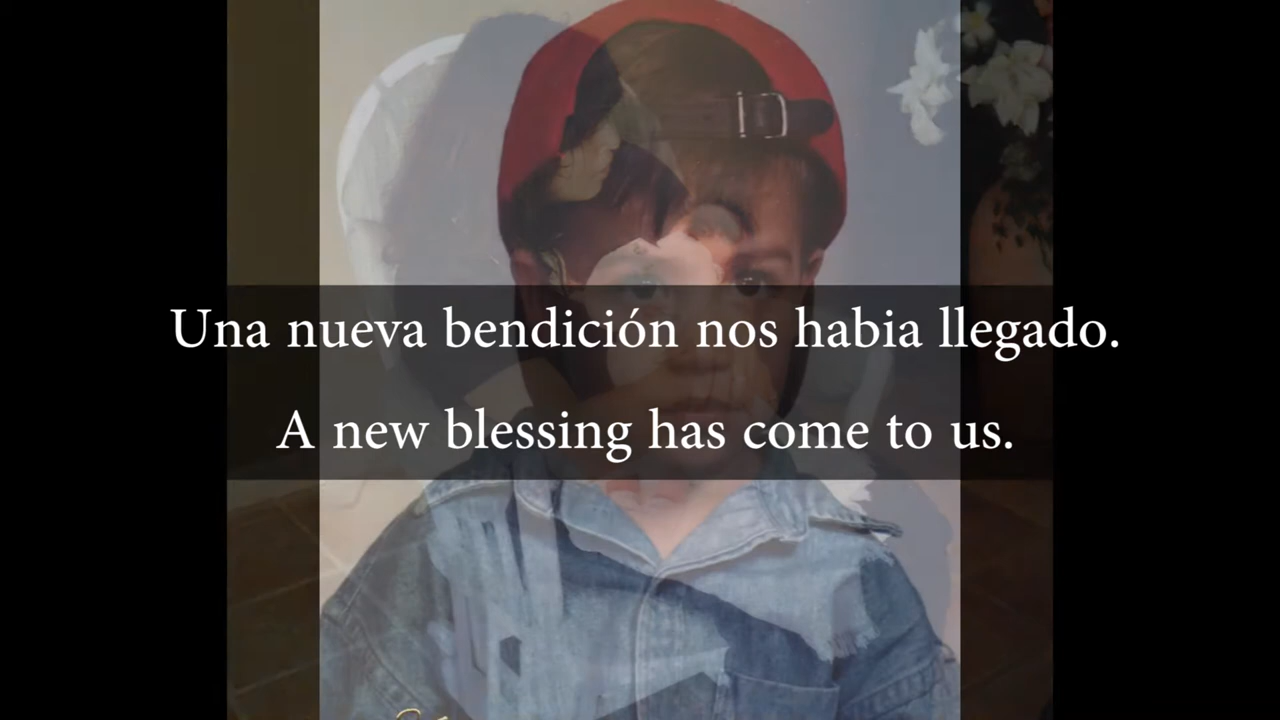 Una nueva bendición nos habia llegado.
A new blessing has come to us.